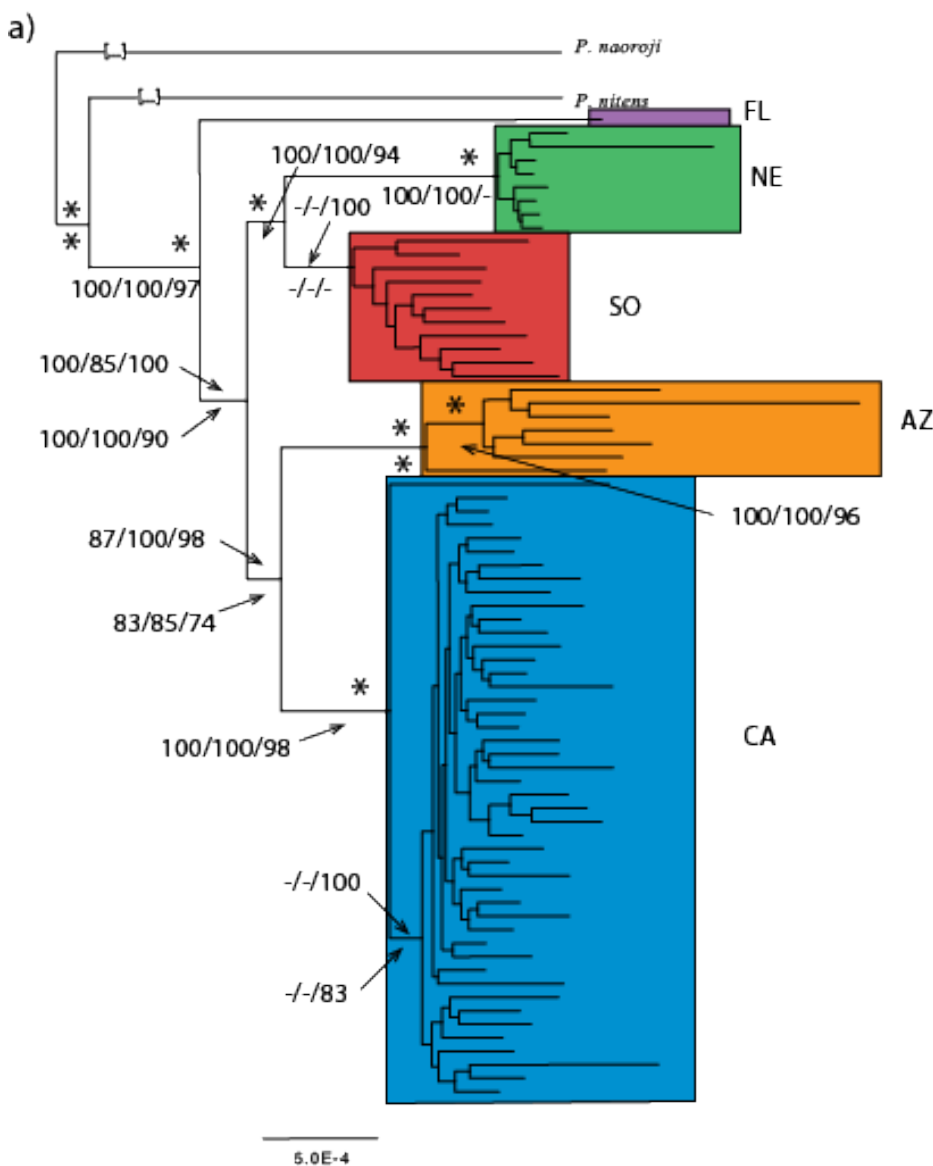 a)
[...]
P. naoroji
[...]
P. nitens
FL
100/100/94
*
NE
100/100/-
*
-/-/100
*
*
*
100/100/97
-/-/-
SO
100/85/100
100/100/90
*
AZ
*
*
100/100/96
87/100/98
83/85/74
*
100/100/98
CA
-/-/100
-/-/83
5.0E-4